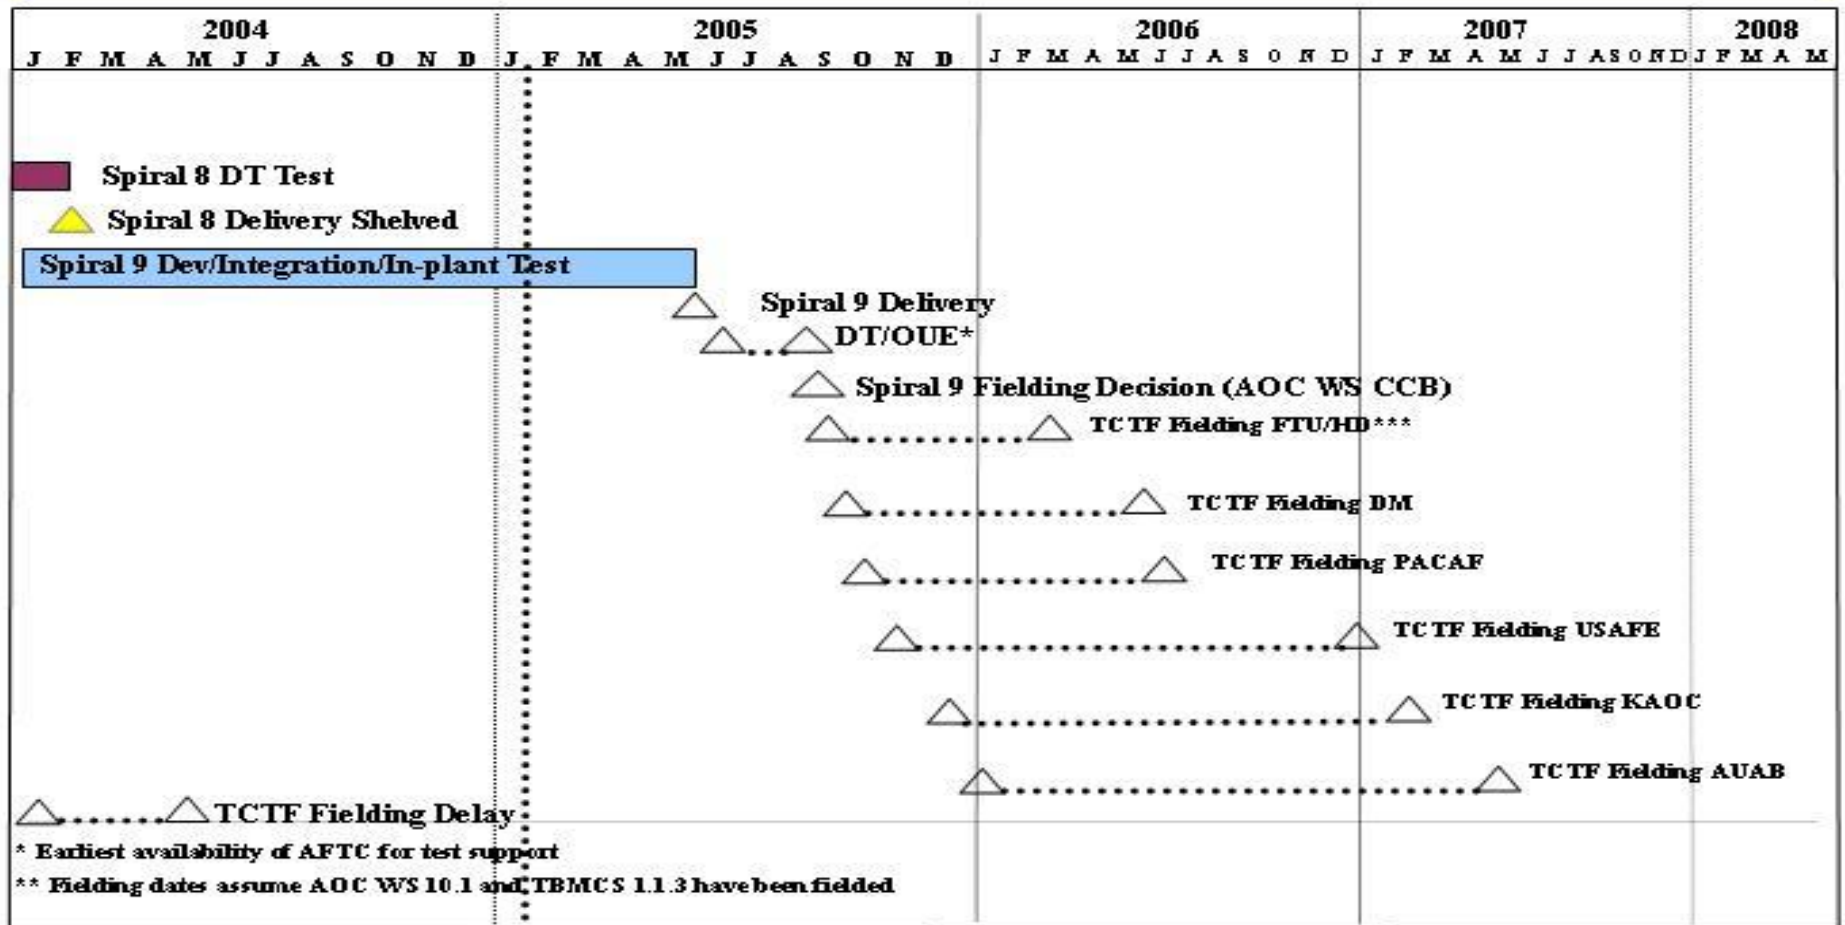 2004 2005 2006 2007 2008
J F M A M J J A S O N D J F M A M J J A S O N D J F M A M J J A S O N D J F M A M J J A S O N D J F M A M
Spiral 8 DT Test
Spiral 8 Delivery Shelved
Spiral 9 Dev/Integration/In-plant Test
Spiral 9 Delivery
DT/OUE*
Spiral 9 Fielding Decision (AOC WS CCB)
TCTF Fielding FTU/HD***
TCTF Fielding DM
TCTF Fielding PACAF
TCTF Fielding USAFE
TCTF Fielding KAOC
TCTF Fielding AUAB
TCTF Fielding Delay
* Earliest availability of AFTC for test support
** Fielding dates assume AOC WS 10.1 and TBMCS 1.1.3 have been fielded